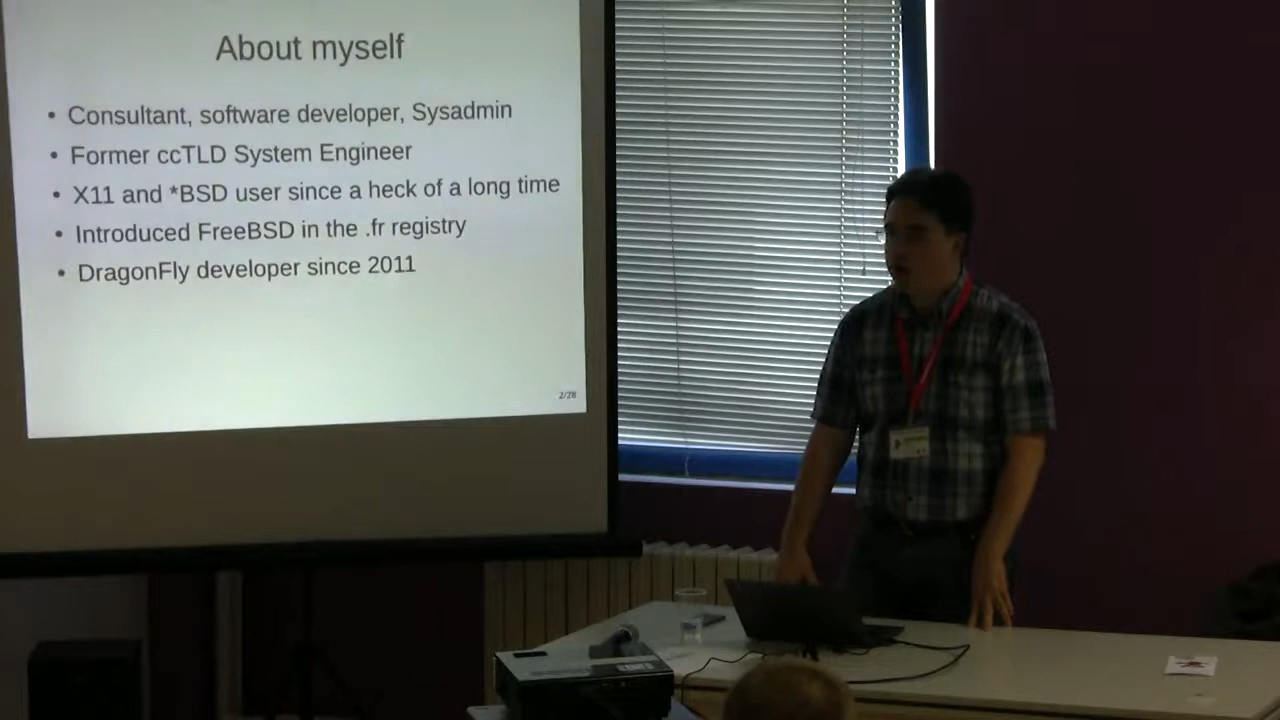 About myself
• Consultant, software developer, Sysadmin
• Former ccTLD System Engineer
• X11 and *BSD user since a heck of a long time
• Introduced FreeBSD in the .fr registry
• DragonFly developer since 2011
2/28